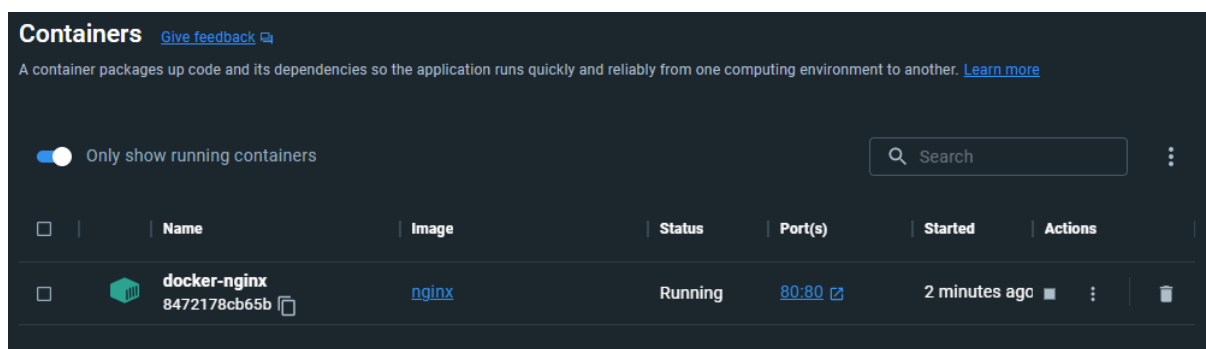 Containers Give feedback
A container packages up code and its dependencies so the application runs quickly and reliably from one computing environment to another. Learn more
Only show running containers
Search
Name Image Status Port(s) Started Actions
docker-nginx
8472178cb65b
nginx Running 80:80 2 minutes ago